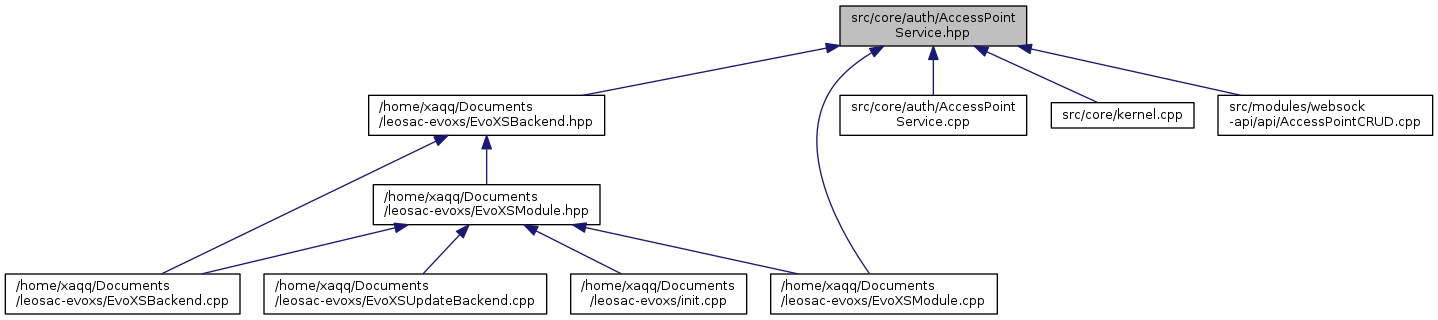 src/core/auth/AccessPoint
Service.hpp
/home/xaqq/Documents
/leosac-evoxs/EvoXSBackend.hpp
src/core/auth/AccessPoint
Service.cpp
src/core/kernel.cpp
src/modules/websock
-api/api/AccessPointCRUD.cpp
/home/xaqq/Documents
/leosac-evoxs/EvoXSModule.hpp
/home/xaqq/Documents
/leosac-evoxs/EvoXSBackend.cpp
/home/xaqq/Documents
/leosac-evoxs/EvoXSUpdateBackend.cpp
/home/xaqq/Documents
/leosac-evoxs/init.cpp
/home/xaqq/Documents
/leosac-evoxs/EvoXSModule.cpp